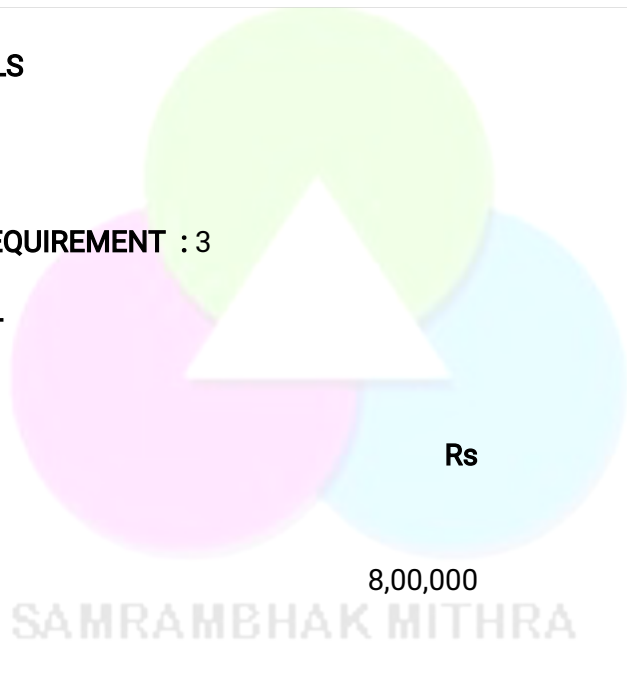 LS
EQUIREMENT : 3
Rs
8,00,000
SAMRAMBHAK MITHRA